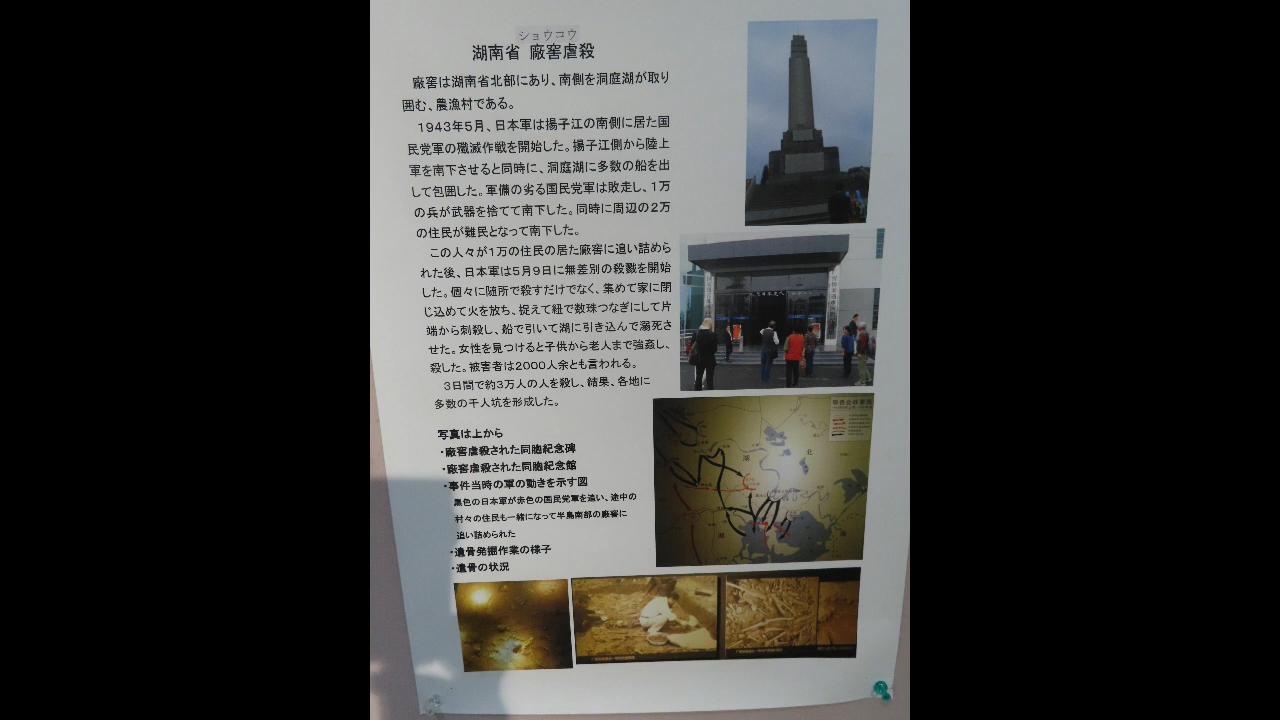 ショウコウ
湖南省 廠窖虐殺
廠窖は湖南省北部にあり、南側を洞庭湖が取り
囲む、農漁村である。
1943年5月、日本軍は揚子江の南側に居た国
民党軍の殲滅作戦を開始した。揚子江側から陸上
軍を南下させると同時に、洞庭湖に多数の船を出
して包囲した。軍備の劣る国民党軍は敗走し、1万
の兵が武器を捨てて南下した。同時に周辺の2万
の住民が難民となって南下した。
この人々が1万の住民の居た廠窖に追い詰めら
れた後、日本軍は5月9日に無差別の殺戮を開始
した。個々に随所で殺すだけでなく、集めて家に閉
じ込めて火を放ち、捉えて紐で数珠つなぎにして片
端から刺殺し、船で引いて湖に引き込んで溺死さ
せた。女性を見つけると子供から老人まで強姦し、
殺した。被害者は2000人余とも言われる。
3日間で約3万人の人を殺し、結果、各地に
多数の千人坑を形成した。
写真は上から
・廠窖虐殺された同胞紀念碑
・廠窖虐殺された同胞紀念館
・事件当時の軍の動きを示す図
黒色の日本軍が赤色の国民党軍を追い、途中の
村々の住民も一緒になって半島南部の廠窖に
追い詰められた
・遺骨発掘作業の様子
・遺骨の状況
湖 北
湖 南